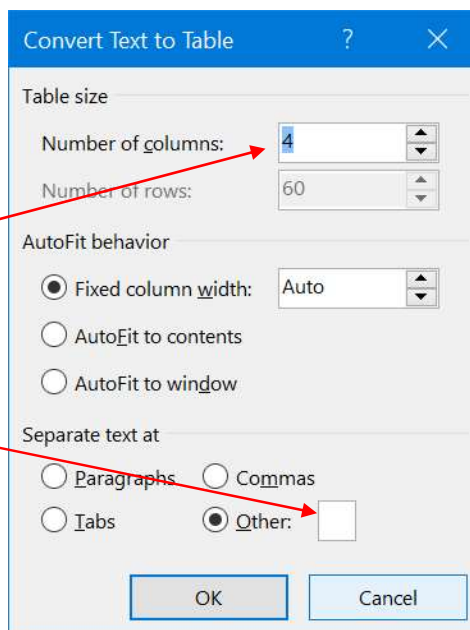 Convert Text to Table ?
Table size
Number of columns: 4
Number of rows: 60
AutoFit behavior
Fixed column width: Auto
AutoFit to contents
AutoFit to window
Separate text at
Paragraphs Commas
Tabs Other:
OK Cancel